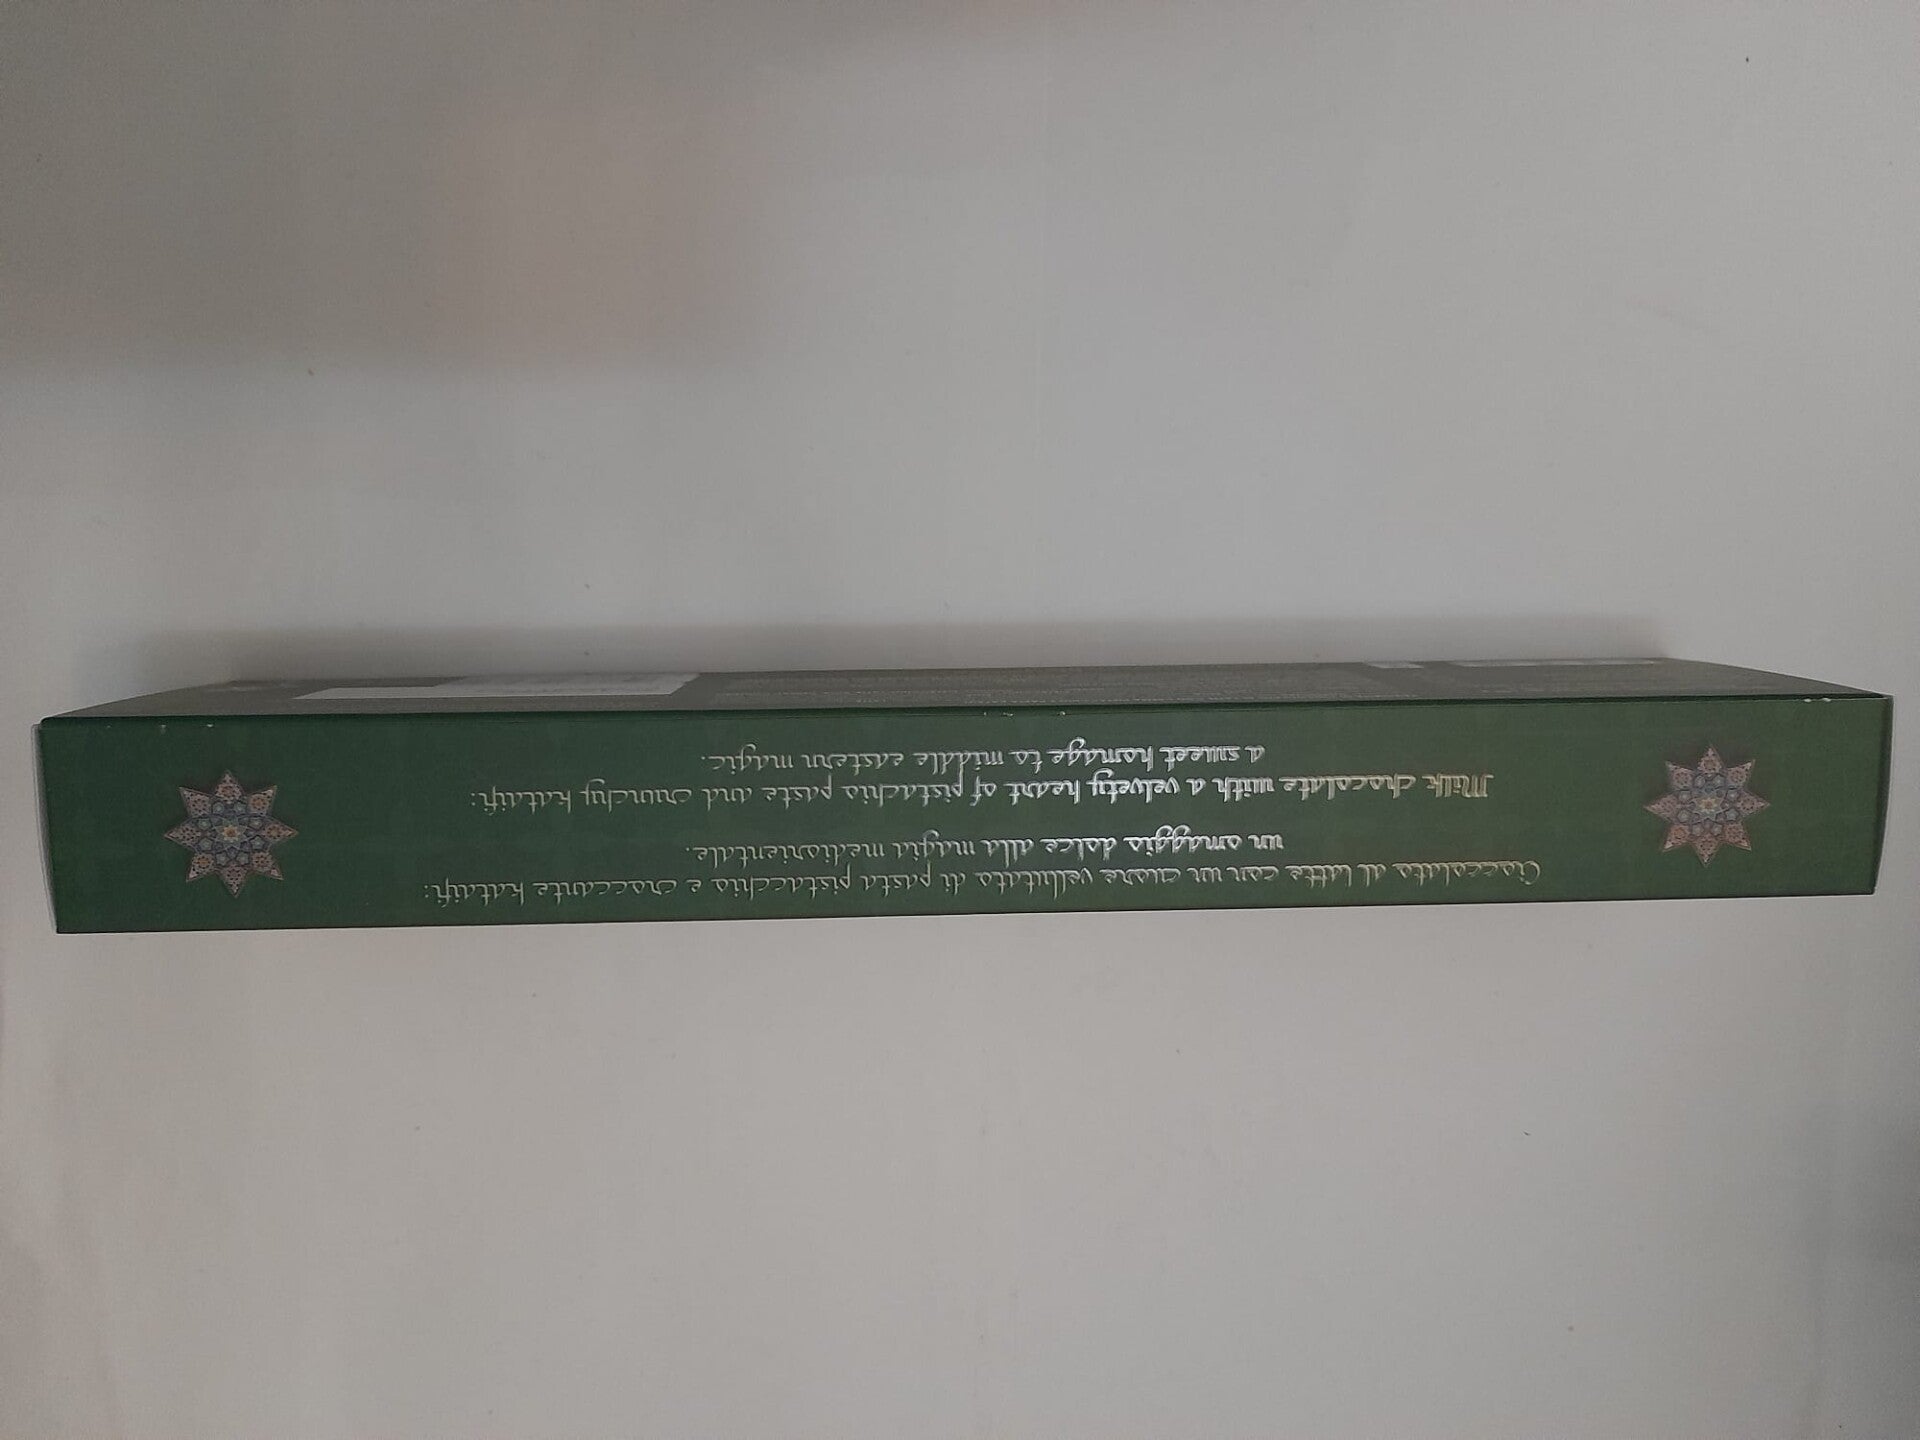 Cioccolato al latte con un cuore vellutato di pasta pistacchio e croccante kataifi:
un omaggio dolce alla magia mediorientale.
Milk chocolate with a velvety heart of pistachio paste and crunchy kataifi:
a sweet homage to middle eastern magic.